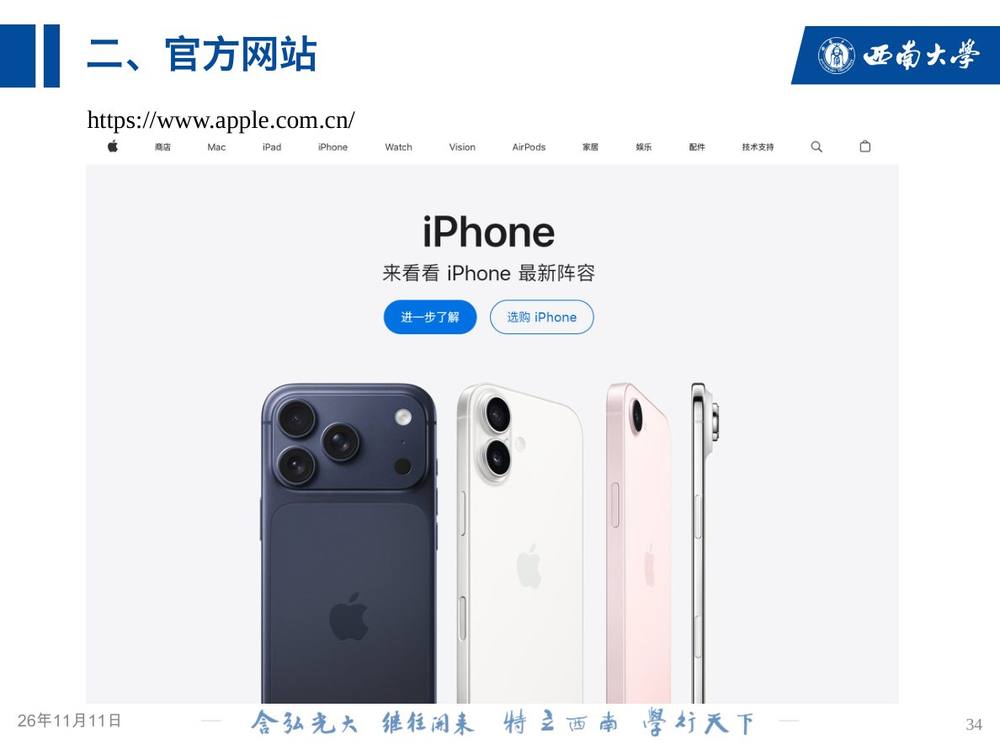 二、官方网站
西南大学
https://www.apple.com.cn/
商店 Mac iPad iPhone Watch Vision AirPods 家居 娱乐 配件 技术支持
iPhone
来看看 iPhone 最新阵容
进一步了解 选购 iPhone
26年11月11日 含弘光大 继往开来 特立西南 學行天下 34